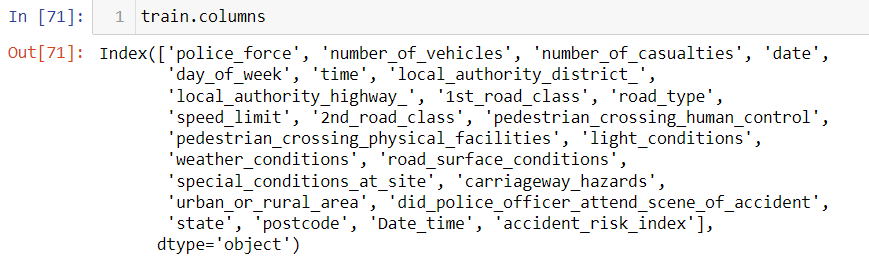 In [71]: 1 train.columns
Out[71]: Index(['police_force', 'number_of_vehicles', 'number_of_casualties', 'date',
'day_of_week', 'time', 'local_authority_district_',
'local_authority_highway_', '1st_road_class', 'road_type',
'speed_limit', '2nd_road_class', 'pedestrian_crossing_human_control',
'pedestrian_crossing_physical_facilities', 'light_conditions',
'weather_conditions', 'road_surface_conditions',
'special_conditions_at_site', 'carriageway_hazards',
'urban_or_rural_area', 'did_police_officer_attend_scene_of_accident',
'state', 'postcode', 'Date_time', 'accident_risk_index'],
dtype='object')